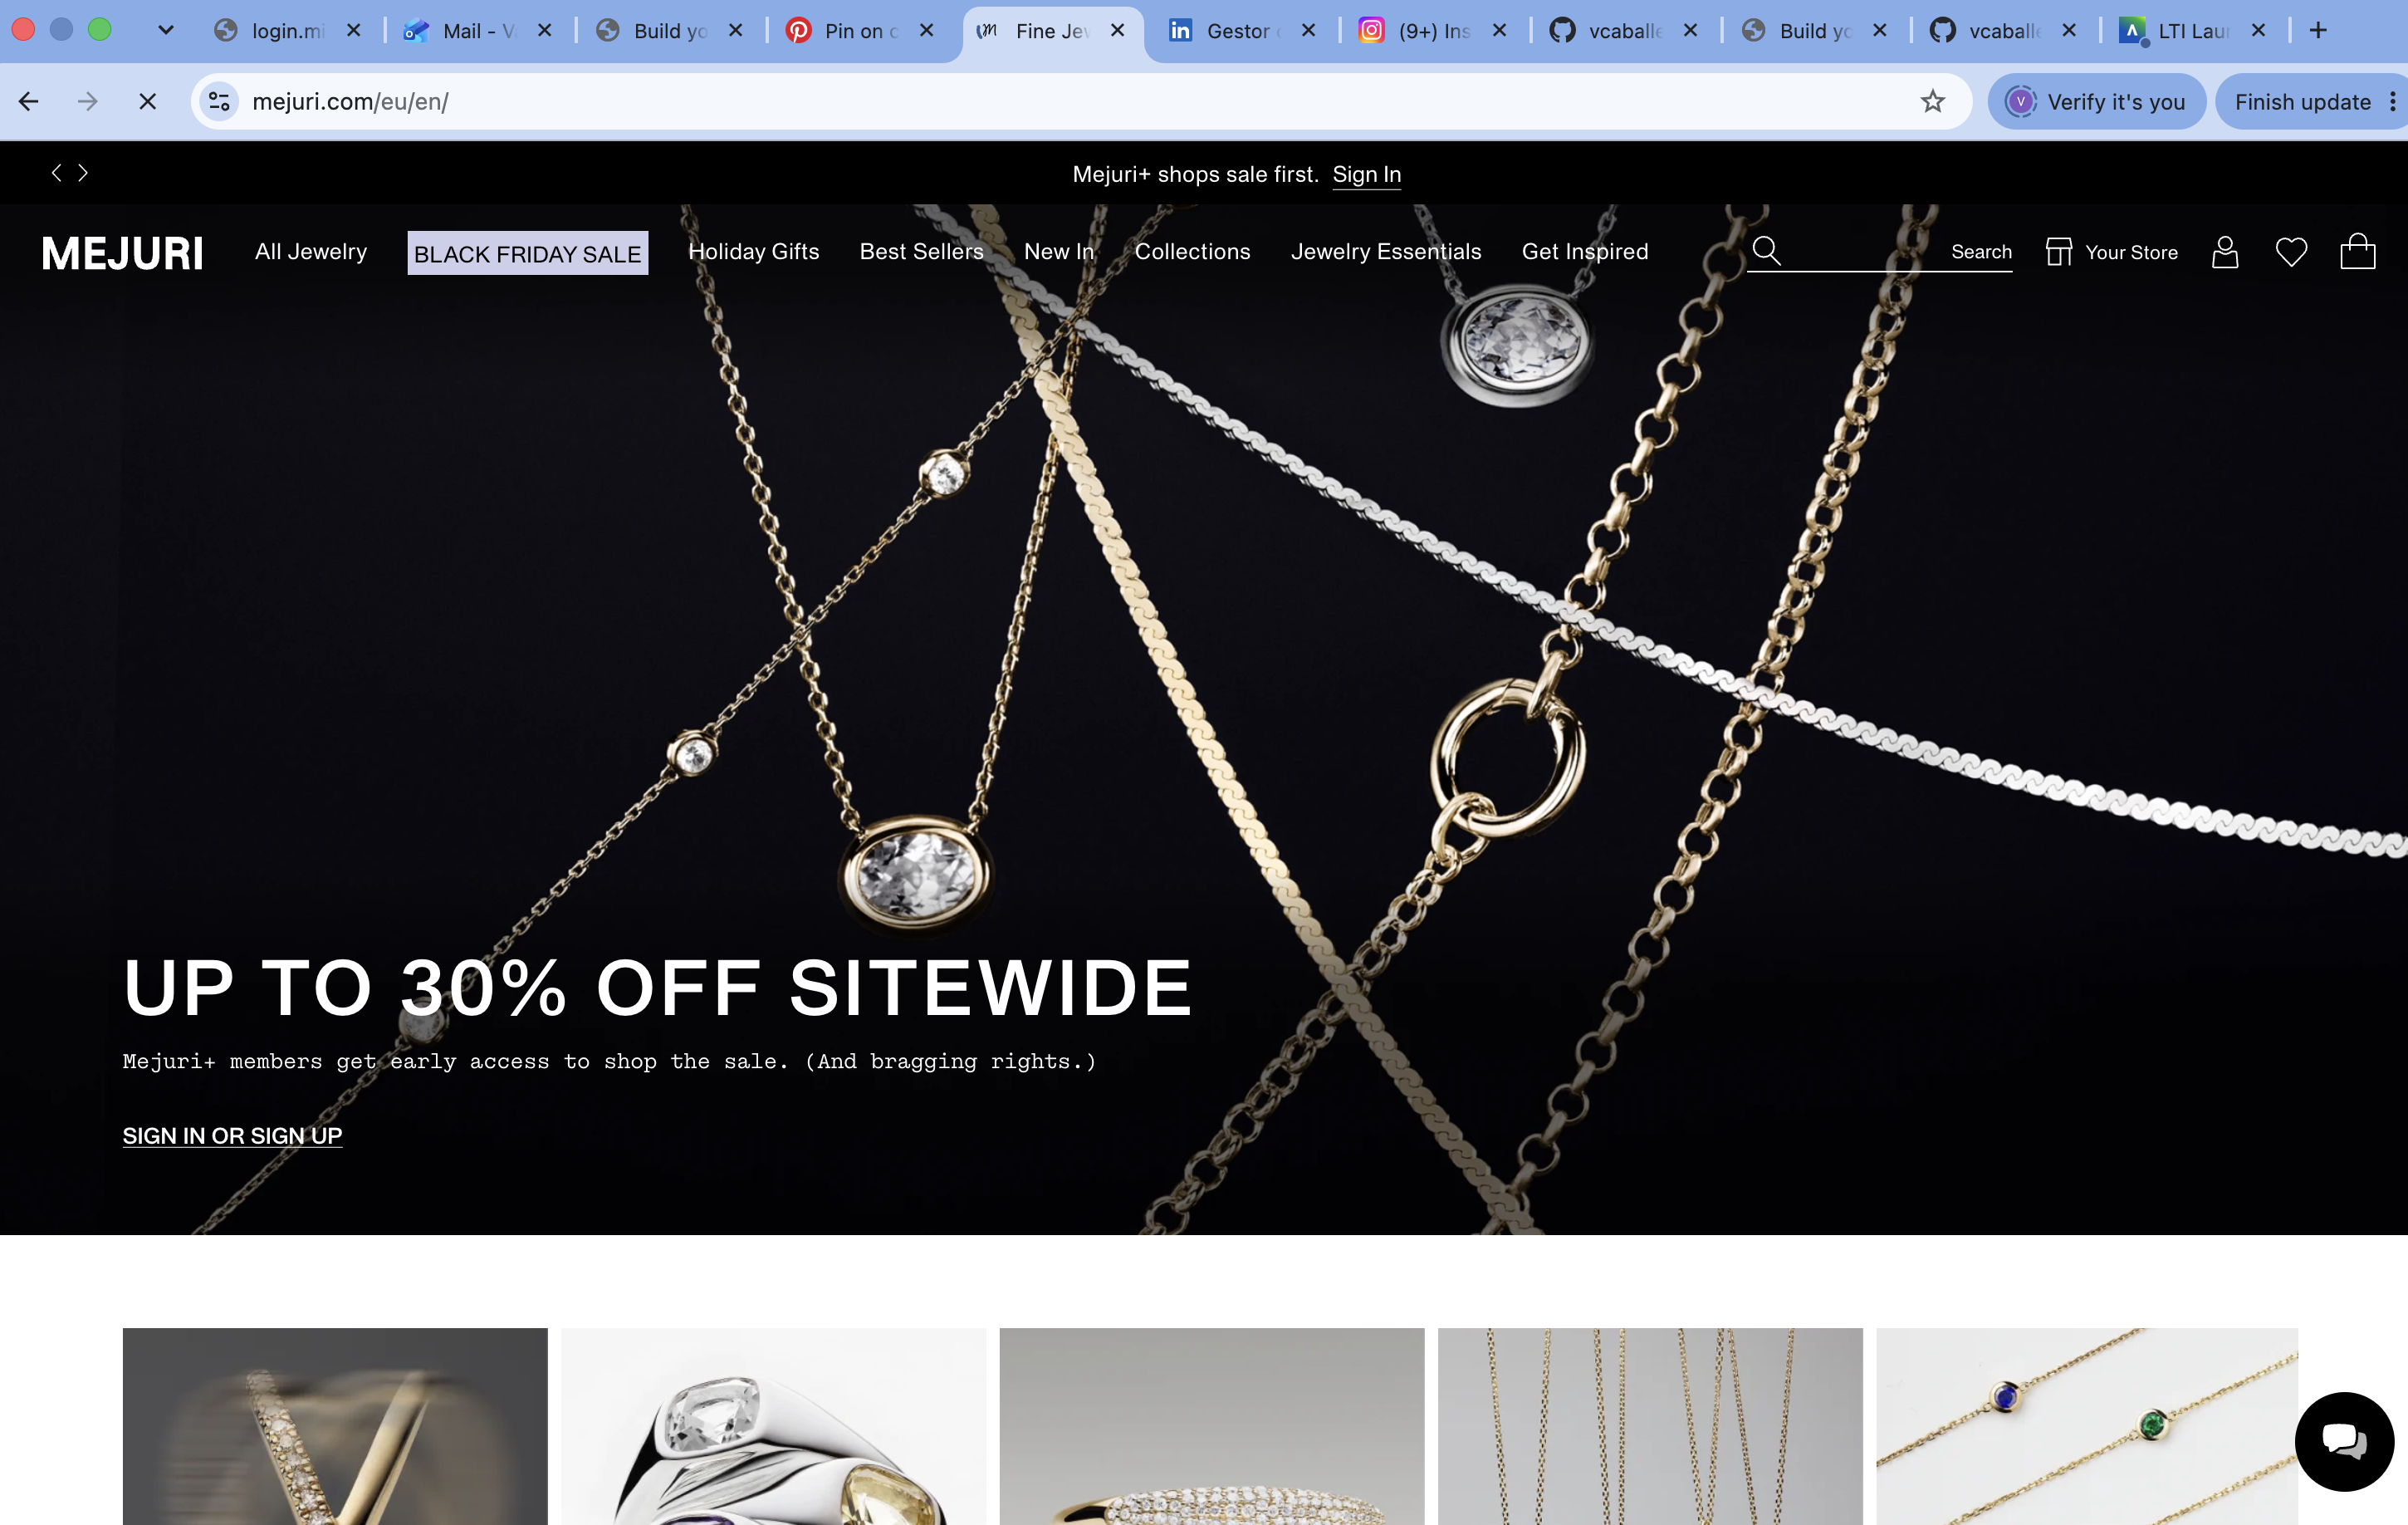 login.mi
Mail - V
Build yo
Pin on c
Fine Jew
Gestor
(9+) Ins
vcaballe
Build yo
vcaballe
LTI Laun
mejuri.com/eu/en/
Verify it's you
Finish update
Mejuri+ shops sale first. Sign In
MEJURI
All Jewelry
BLACK FRIDAY SALE
Holiday Gifts
Best Sellers
New In
Collections
Jewelry Essentials
Get Inspired
Search
Your Store
UP TO 30% OFF SITEWIDE
Mejuri+ members get early access to shop the sale. (And bragging rights.)
SIGN IN OR SIGN UP